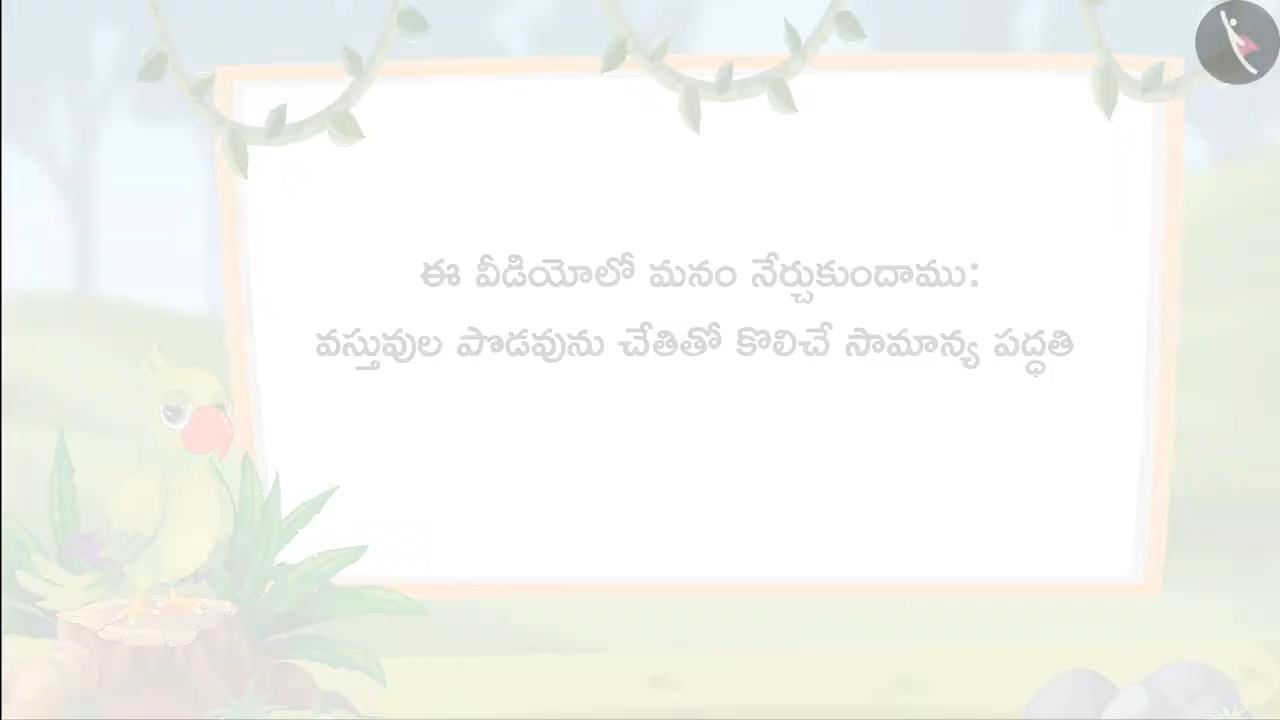 ఈ వీడియోలో మనం నేర్చుకుందాము:
వస్తువుల పొడవును చేతితో కొలిచే సామాన్య పద్ధతి